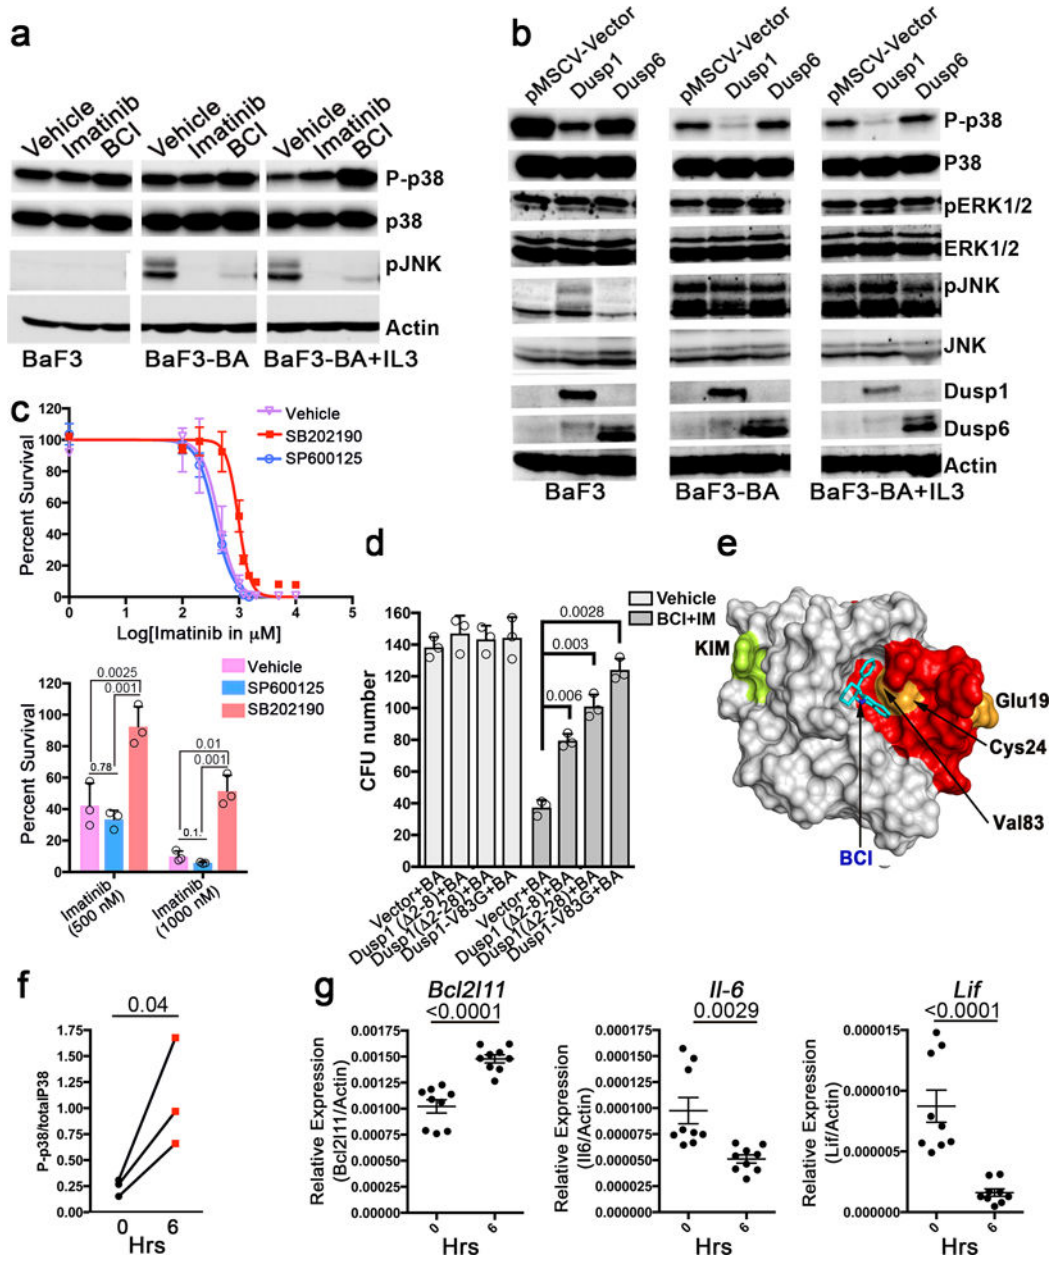 a
Vehicle
Imatinib
BCI
Vehicle
Imatinib
BCI
Vehicle
Imatinib
BCI
P-p38
p38
pJNK
Actin
BaF3
BaF3-BA
BaF3-BA+IL3
b
pMSCV-Vector
Dusp1
Dusp6
pMSCV-Vector
Dusp1
Dusp6
pMSCV-Vector
Dusp1
Dusp6
P-p38
P38
pERK1/2
ERK1/2
pJNK
JNK
Dusp1
Dusp6
Actin
BaF3
BaF3-BA
BaF3-BA+IL3
c
Percent Survival
120
100
80
60
40
20
0
0
1
2
3
4
5
Log[Imatinib in μM]
Vehicle
SB202190
SP600125
Percent Survival
120
100
80
60
40
20
0
0.0025
0.001
0.78
0.01
0.001
0.1
Vehicle
SP600125
SB202190
Imatinib
(500 nM)
Imatinib
(1000 nM)
d
CFU number
160
140
120
100
80
60
40
20
0
Vehicle
BCI+IM
0.0028
0.003
0.006
Vector+BA
Dusp1 (Δ2-8)+BA
Dusp1(Δ2-28)+BA
Dusp1-V83G+BA
Vector+BA
Dusp1 (Δ2-8)+BA
Dusp1(Δ2-28)+BA
Dusp1-V83G+BA
e
KIM
Glu19
Cys24
Val83
BCI
f
0.04
P-p38/totalP38
1.75
1.50
1.25
1.00
0.75
0.50
0.25
0.00
0
6
Hrs
g
Bcl2l11
<0.0001
Relative Expression
(Bcl2l11/Actin)
0.00175
0.00150
0.00125
0.00100
0.00075
0.00050
0.00025
0.00000
0
6
Hrs
Il-6
0.0029
Relative Expression
(Il6/Actin)
0.000175
0.000150
0.000125
0.000100
0.000075
0.000050
0.000025
0.000000
0
6
Hrs
Lif
<0.0001
Relative Expression
(Lif/Actin)
0.000015
0.000010
0.000005
0.000000
0
6
Hrs